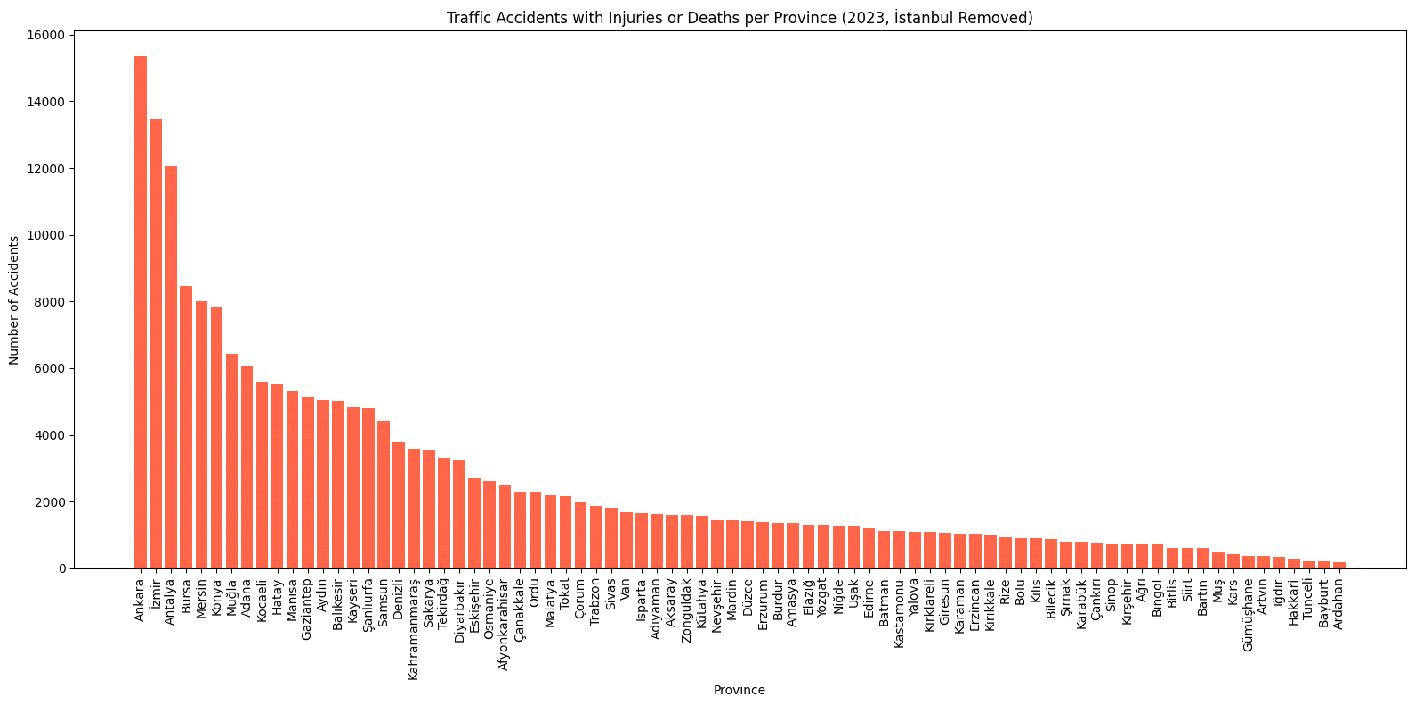 Traffic Accidents with Injuries or Deaths per Province (2023, İstanbul Removed)
Number of Accidents
16000
14000
12000
10000
8000
6000
4000
2000
0
Ankara
İzmir
Antalya
Bursa
Mersin
Konya
Muğla
Adana
Kocaeli
Hatay
Manisa
Gaziantep
Aydın
Balıkesir
Kayseri
Şanlıurfa
Samsun
Denizli
Kahramanmaraş
Sakarya
Tekirdağ
Diyarbakır
Eskişehir
Osmaniye
Afyonkarahisar
Çanakkale
Ordu
Malatya
Tokat
Çorum
Trabzon
Sivas
Van
Isparta
Adıyaman
Aksaray
Zonguldak
Kütahya
Nevşehir
Mardin
Düzce
Erzurum
Burdur
Amasya
Elazığ
Yozgat
Niğde
Uşak
Edirne
Batman
Kastamonu
Yalova
Kırklareli
Giresun
Karaman
Erzincan
Kırıkkale
Rize
Bolu
Kilis
Bilecik
Şırnak
Karabük
Çankırı
Sinop
Kırşehir
Ağrı
Bingöl
Bitlis
Siirt
Bartın
Muş
Kars
Gümüşhane
Artvin
Iğdır
Hakkari
Tunceli
Bayburt
Ardahan
Province